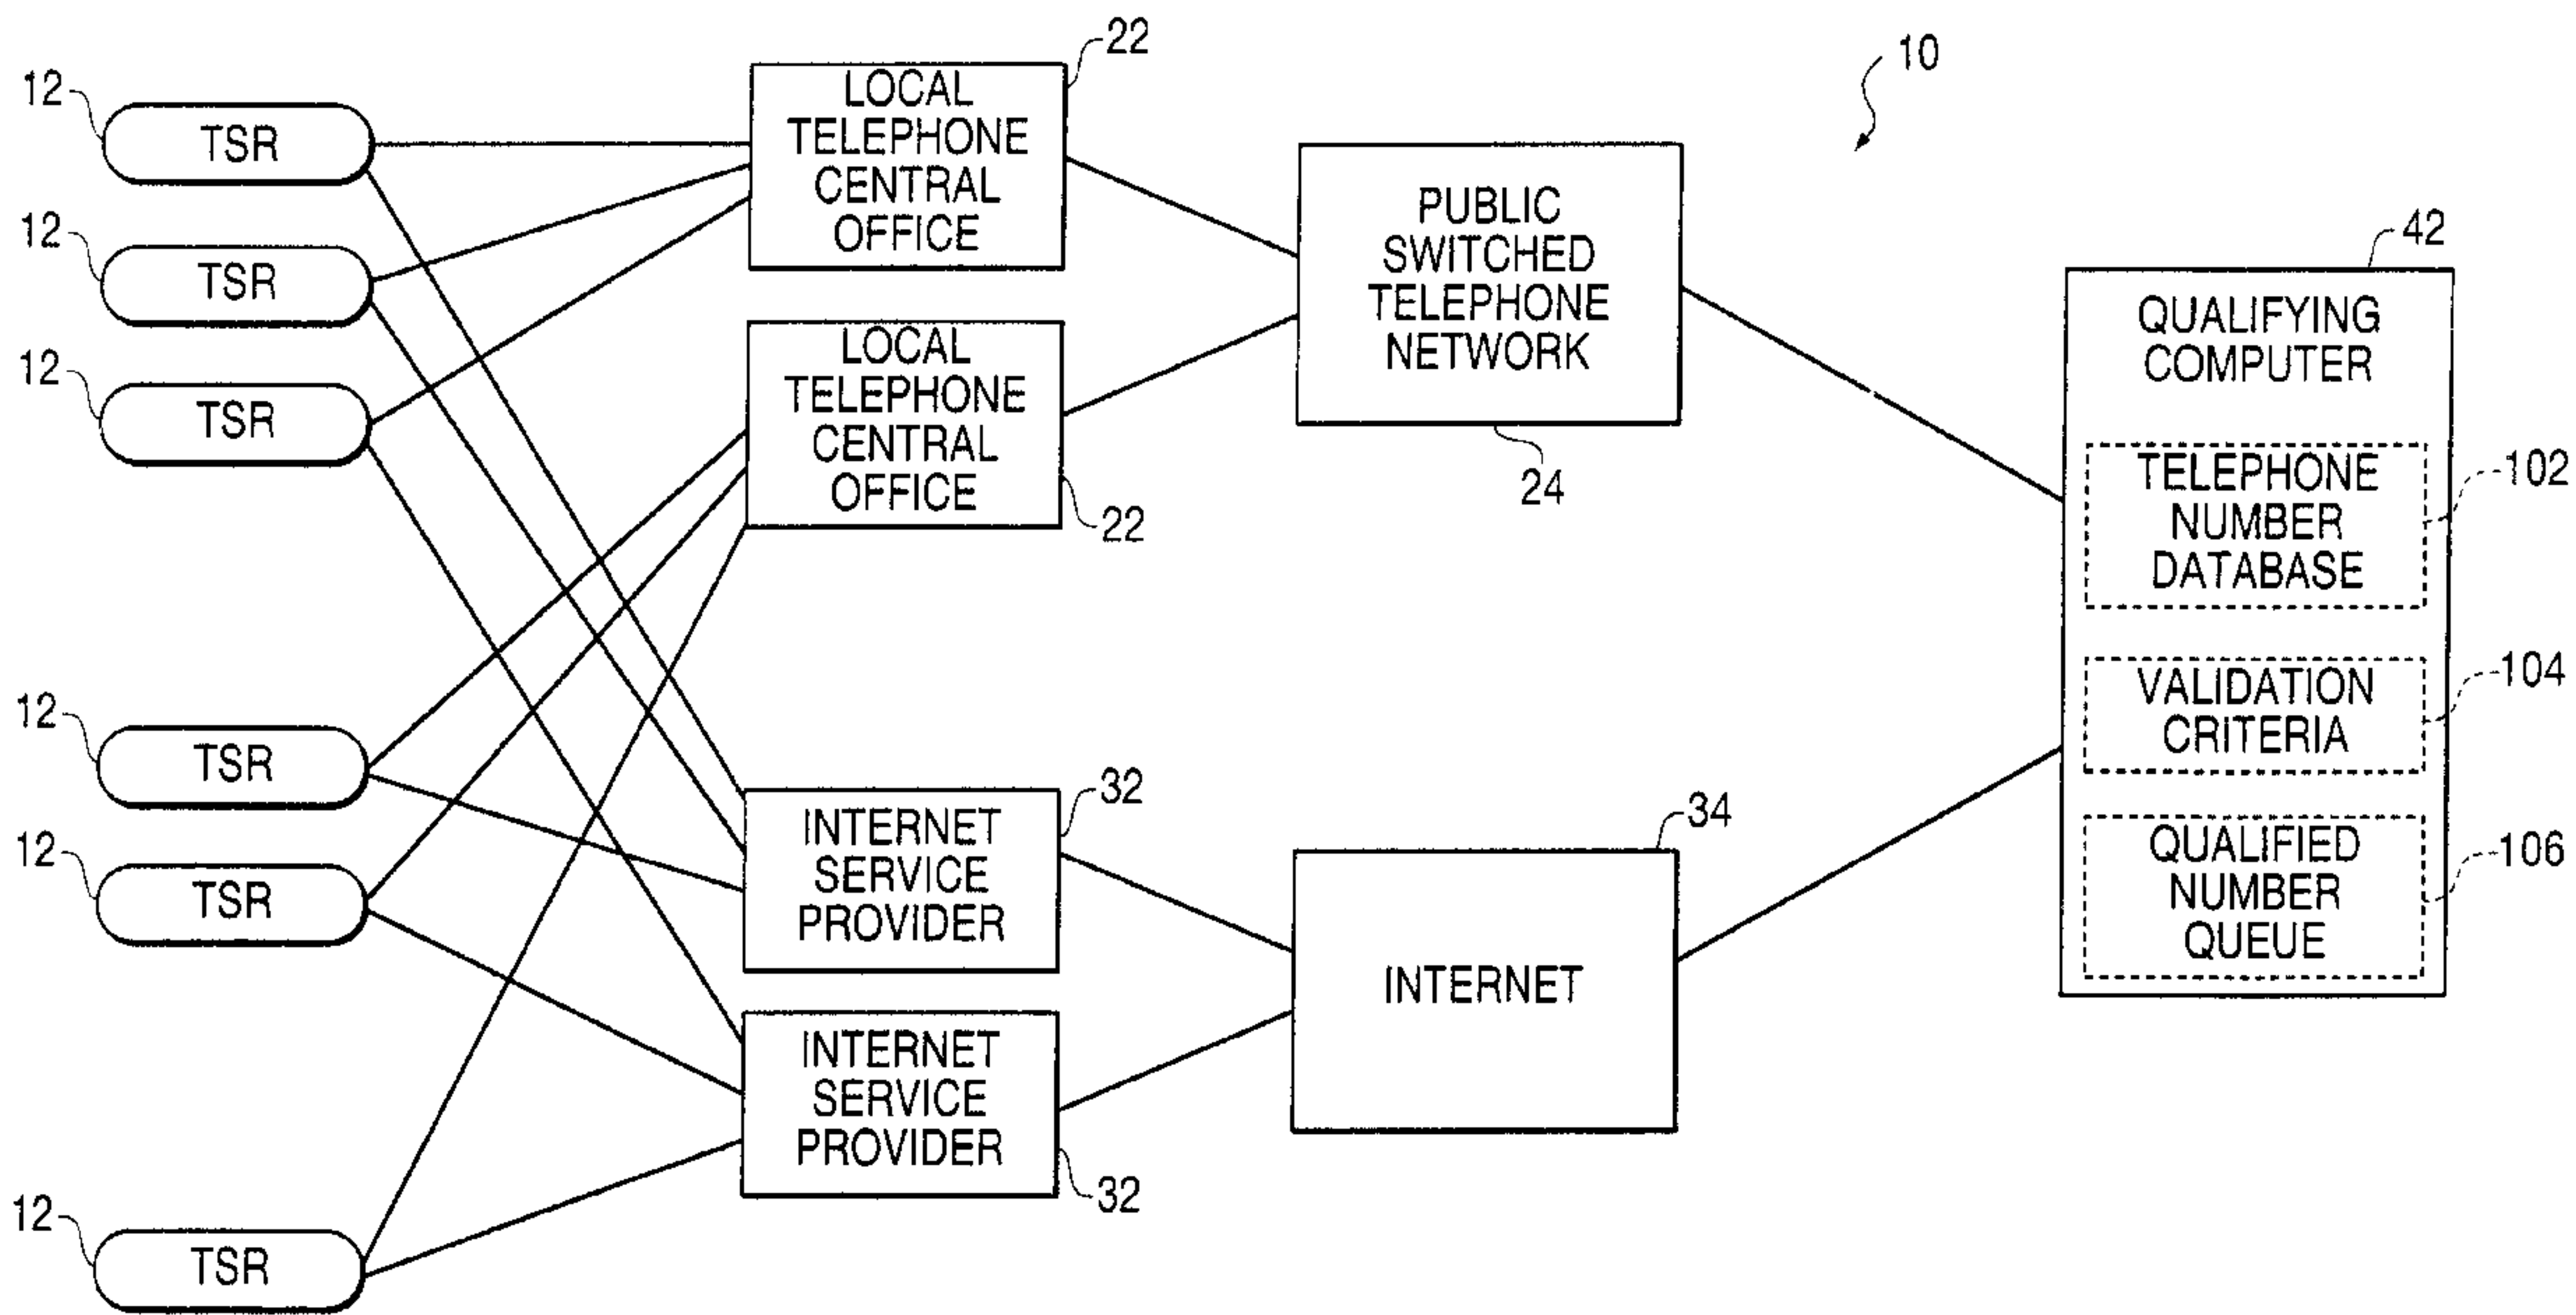 12
TSR
12
TSR
12
TSR
12
TSR
12
TSR
12
TSR
22
LOCAL
TELEPHONE
CENTRAL
OFFICE
LOCAL
TELEPHONE
CENTRAL
OFFICE
22
32
INTERNET
SERVICE
PROVIDER
INTERNET
SERVICE
PROVIDER
32
10
PUBLIC
SWITCHED
TELEPHONE
NETWORK
24
34
INTERNET
42
QUALIFYING
COMPUTER
TELEPHONE
NUMBER
DATABASE
102
VALIDATION
CRITERIA
104
QUALIFIED
NUMBER
QUEUE
106